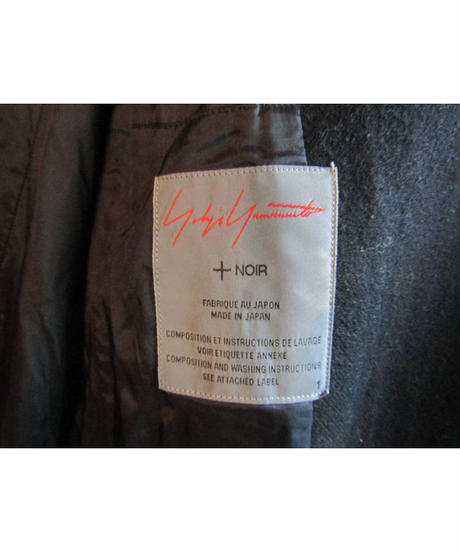 Yohji Yamamoto
+ NOIR
FABRIQUE AU JAPON
MADE IN JAPAN
COMPOSITION ET INSTRUCTIONS DE LAVAGE
VOIR ETIQUETTE ANNEXE
COMPOSITION AND WASHING INSTRUCTIONS
SEE ATTACHED LABEL
1